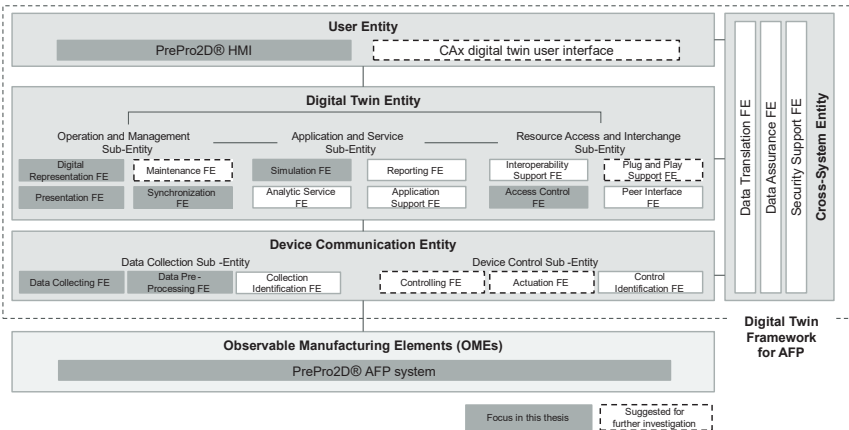 User Entity
PrePro2D® HMI
CAx digital twin user interface
Digital Twin Entity
Operation and Management
Sub-Entity
Application and Service
Sub-Entity
Resource Access and Interchange
Sub-Entity
Digital
Representation FE
Maintenance FE
Simulation FE
Reporting FE
Interoperability
Support FE
Plug and Play
Support FE
Presentation FE
Synchronization
FE
Analytic Service
FE
Application
Support FE
Access Control
FE
Peer Interface
FE
Device Communication Entity
Data Collection Sub -Entity
Device Control Sub -Entity
Data Collecting FE
Data Pre -
Processing FE
Collection
Identification FE
Controlling FE
Actuation FE
Control
Identification FE
Data Translation FE
Data Assurance FE
Security Support FE
Cross-System Entity
Digital Twin
Framework
for AFP
Observable Manufacturing Elements (OMEs)
PrePro2D® AFP system
Focus in this thesis
Suggested for
further investigation